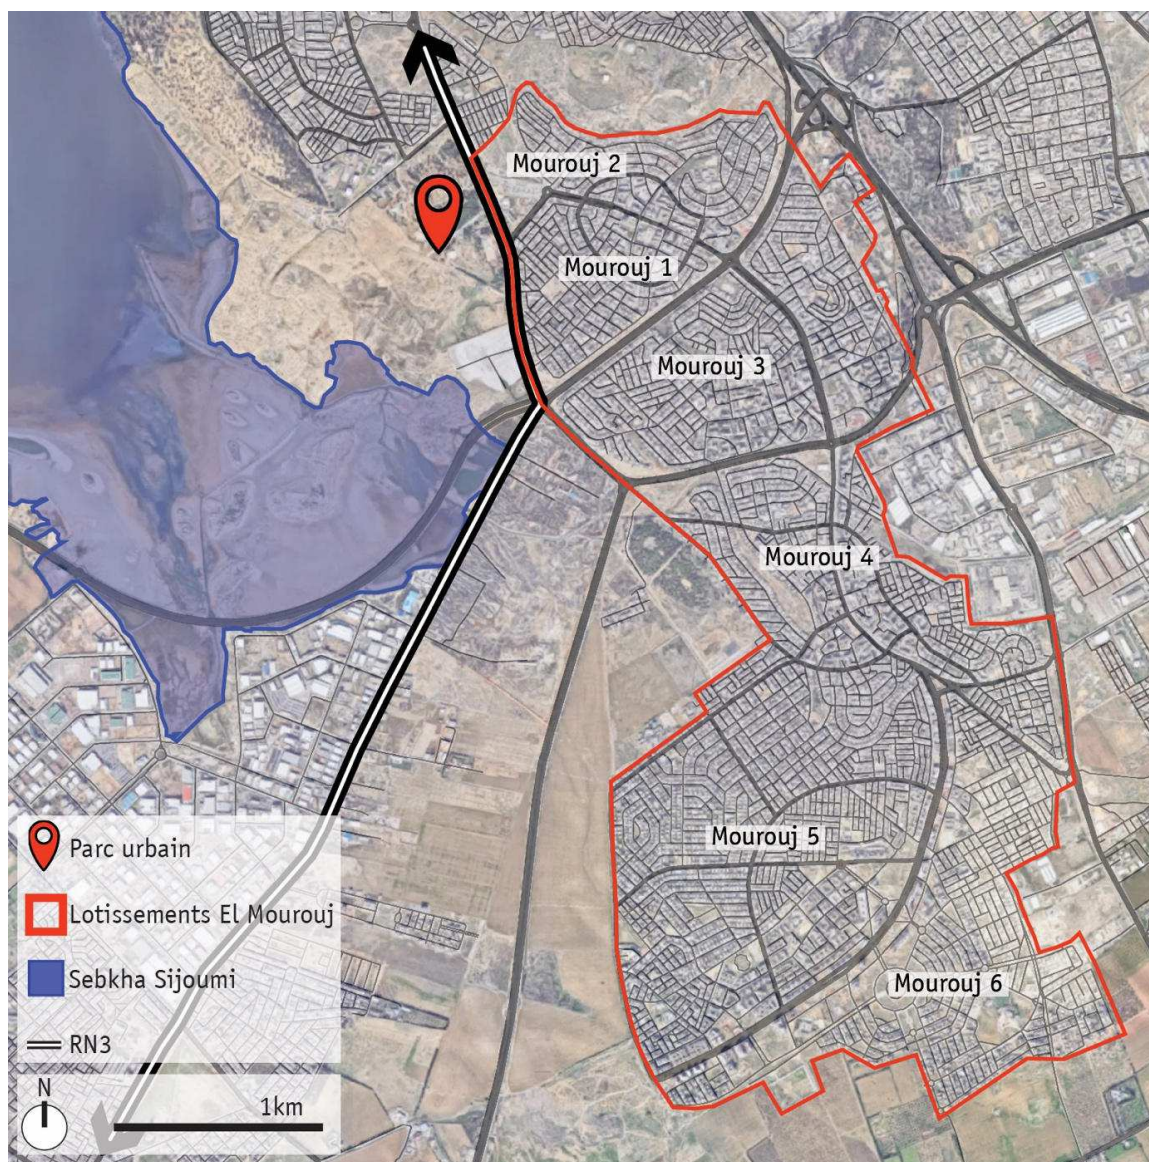 Mourouj 2
Mourouj 1
Mourouj 3
Mourouj 4
Mourouj 5
Mourouj 6
Parc urbain
Lotissements El Mourouj
Sebkha Sijoumi
RN3
N
1km